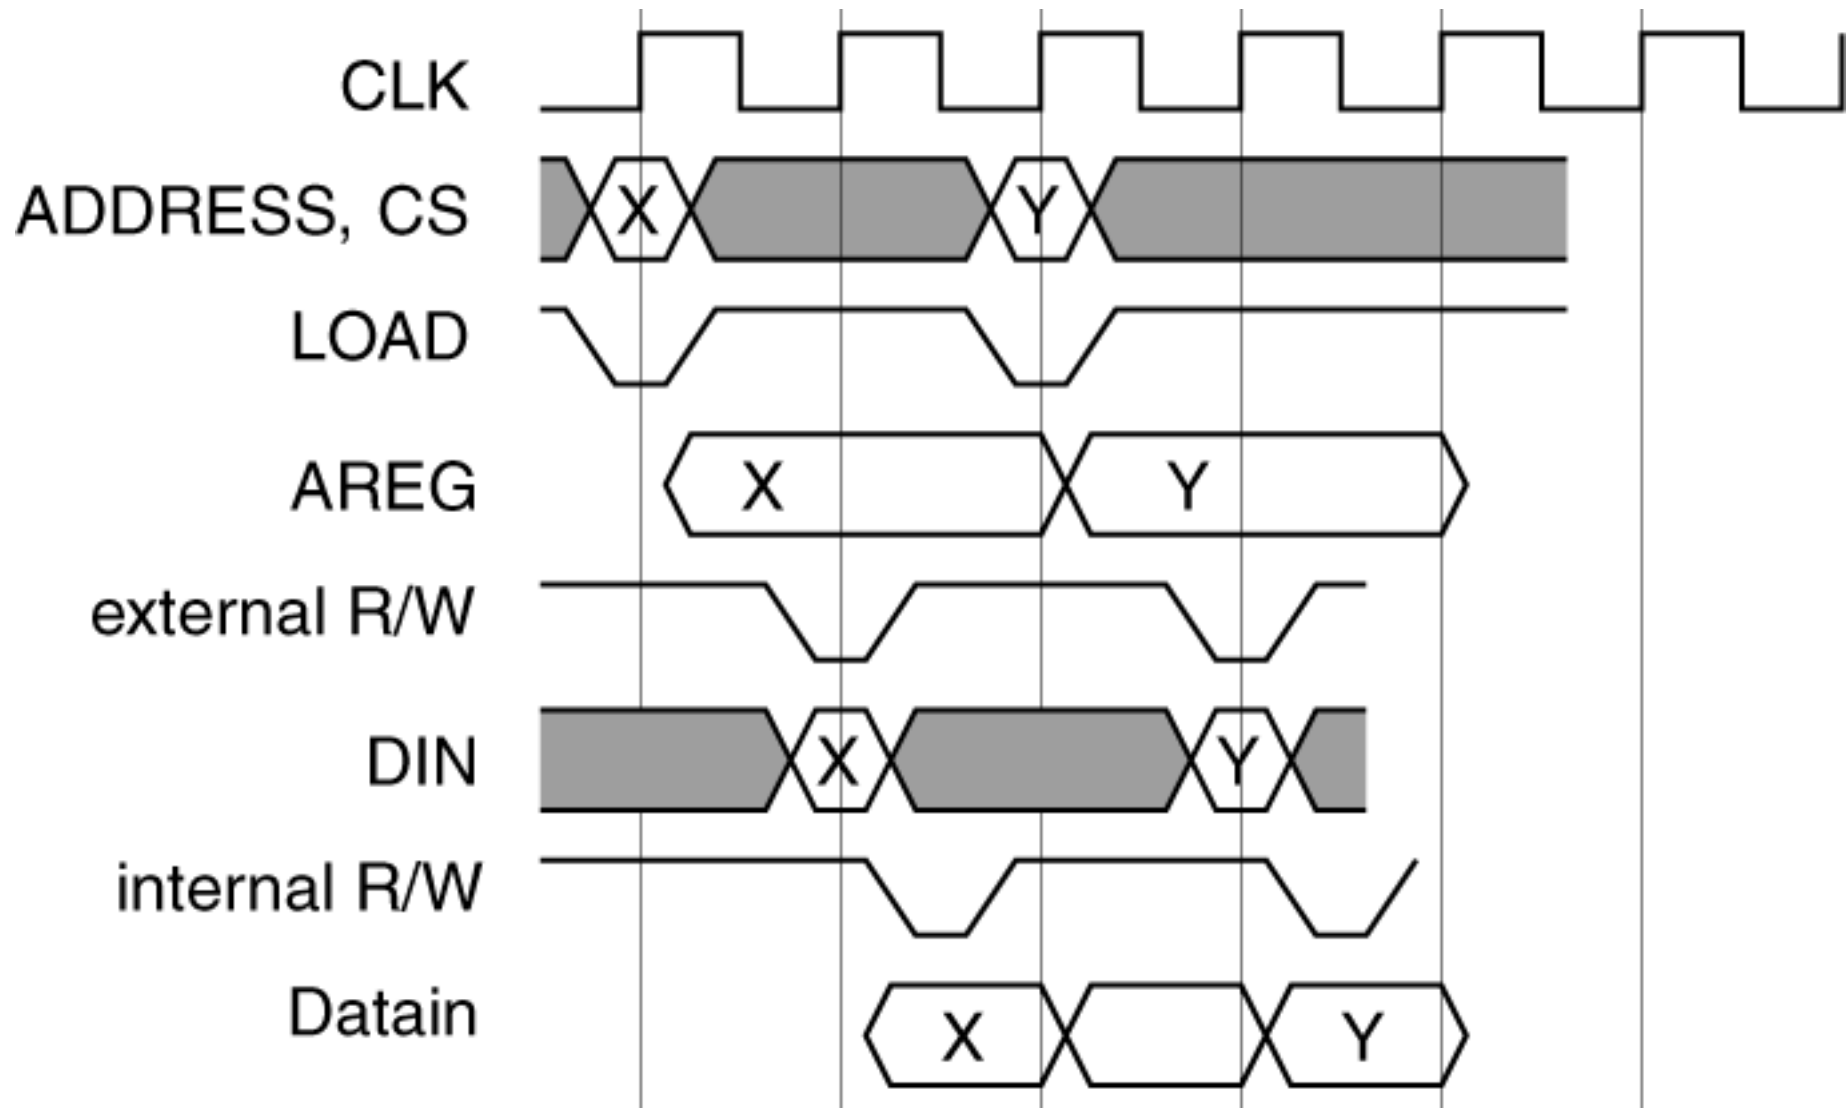 CLK
ADDRESS, CS X Y
LOAD
AREG X Y
external R/W
DIN X Y
internal R/W
Datain X Y